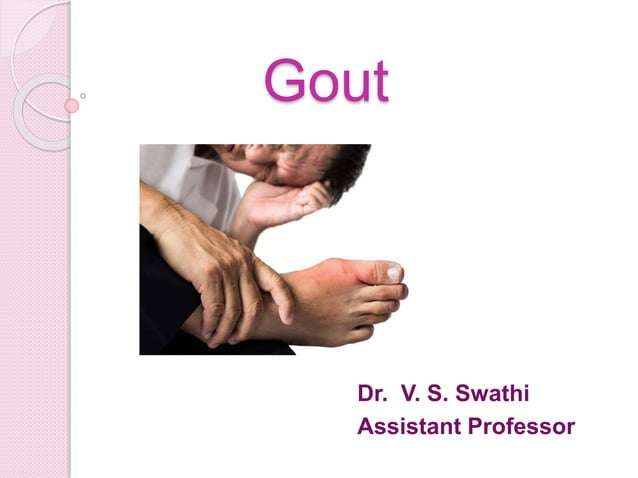 Gout
Dr. V. S. Swathi
Assistant Professor